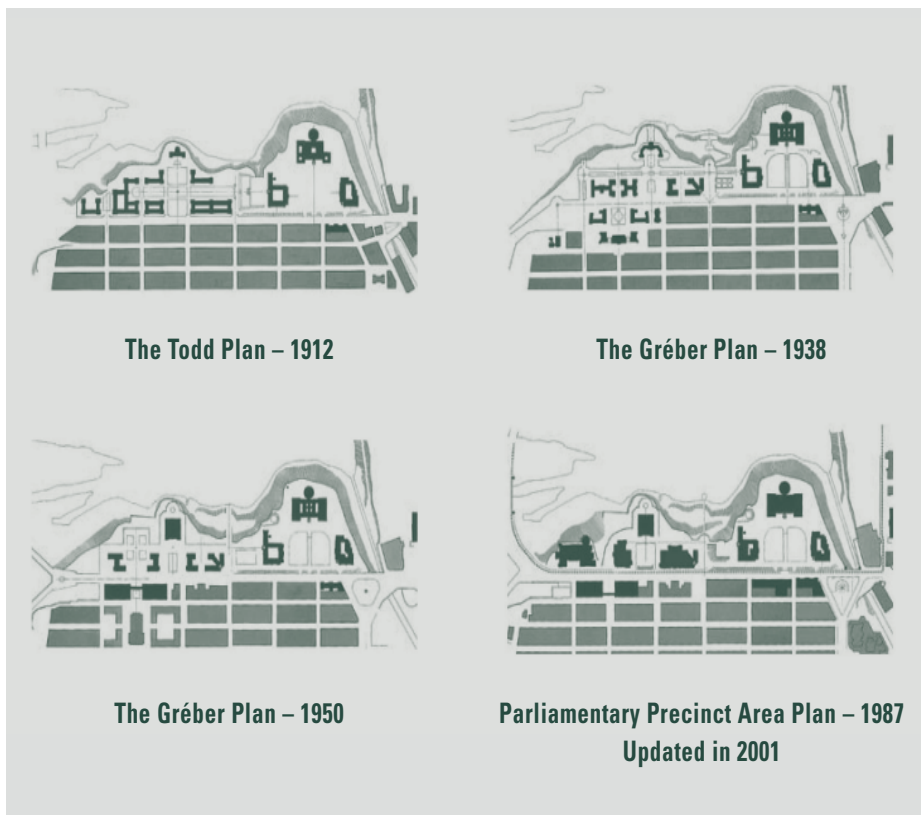 The Todd Plan – 1912
The Gréber Plan – 1938
The Gréber Plan – 1950
Parliamentary Precinct Area Plan – 1987
Updated in 2001